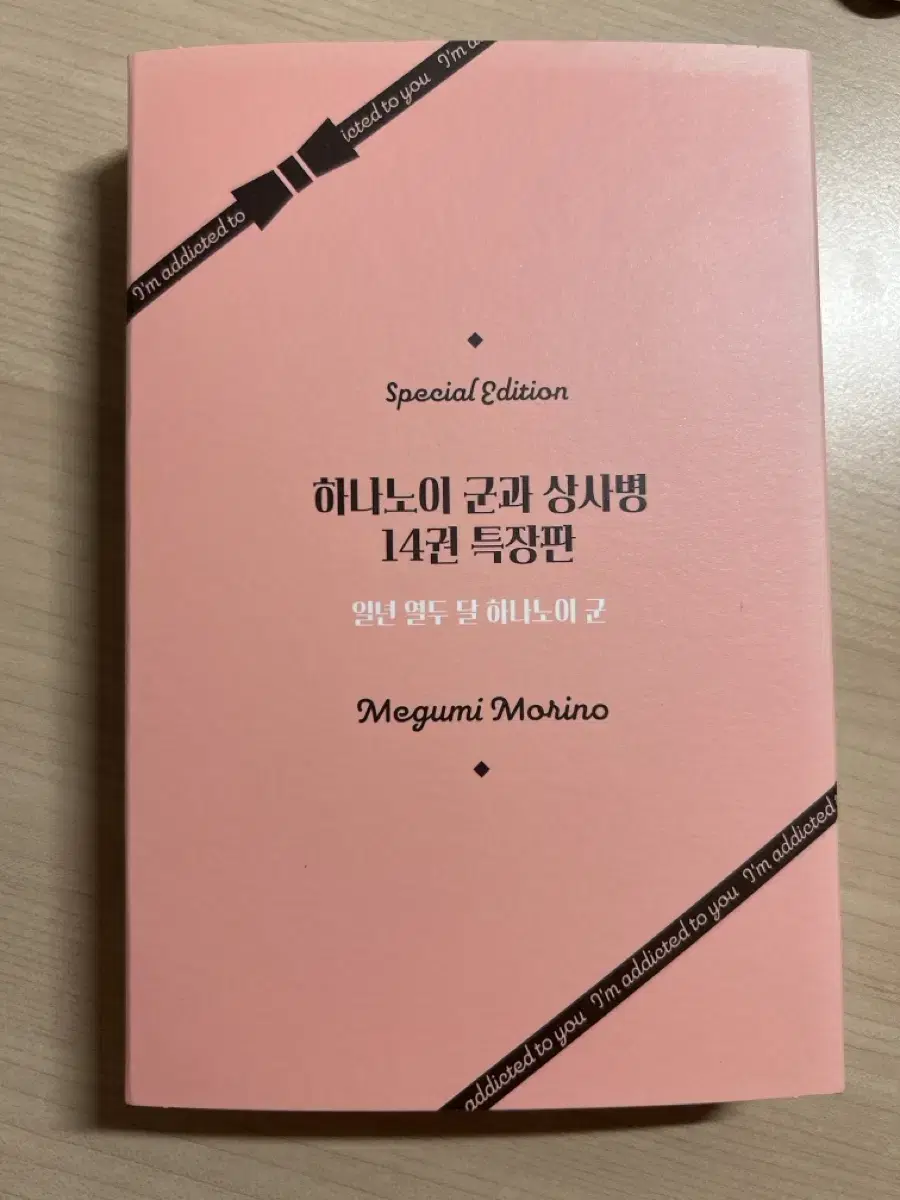 I'm addicted to
icted to you I'm a
Special Edition
하나노이 군과 상사병
14권 특장판
일년 열두 달 하나노이 군
Megumi Morino
addicted to you I'm addicted to you I'm addicted